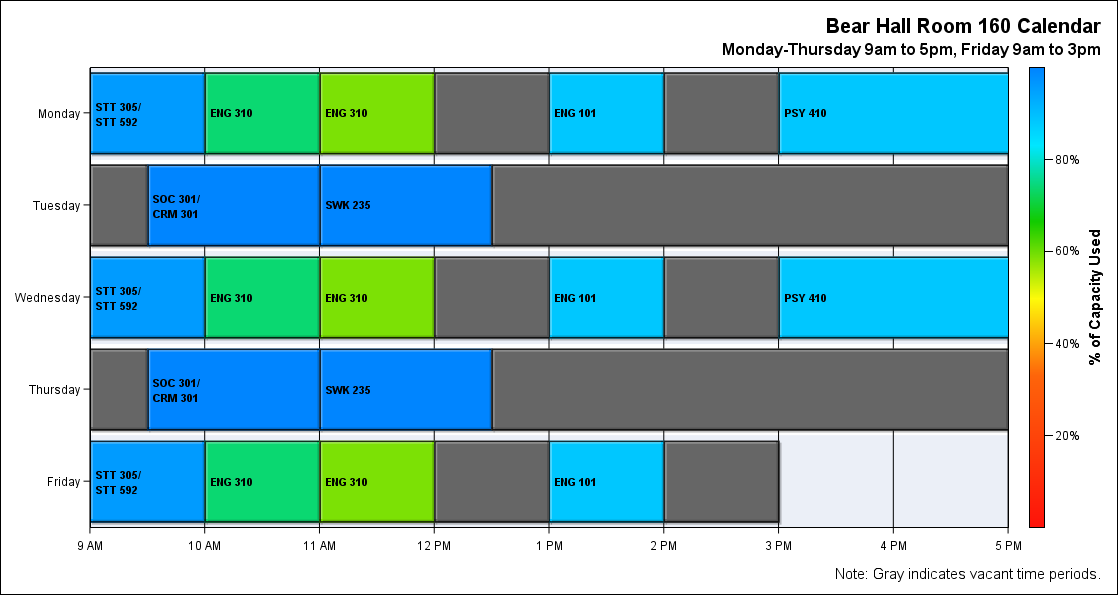 Bear Hall Room 160 Calendar
Monday-Thursday 9am to 5pm, Friday 9am to 3pm
Monday
STT 305/
STT 592
ENG 310
ENG 310
ENG 101
PSY 410
Tuesday
SOC 301/
CRM 301
SWK 235
Wednesday
STT 305/
STT 592
ENG 310
ENG 310
ENG 101
PSY 410
Thursday
SOC 301/
CRM 301
SWK 235
Friday
STT 305/
STT 592
ENG 310
ENG 310
ENG 101
9 AM
10 AM
11 AM
12 PM
1 PM
2 PM
3 PM
4 PM
5 PM
80%
60%
40%
20%
% of Capacity Used
Note: Gray indicates vacant time periods.